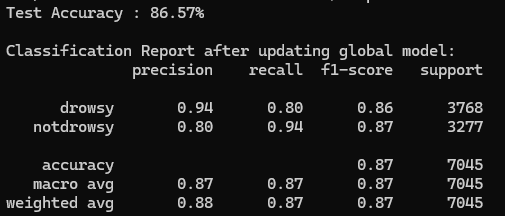 Test Accuracy : 86.57%
Classification Report after updating global model:
precision recall f1-score support
drowsy 0.94 0.80 0.86 3768
notdrowsy 0.80 0.94 0.87 3277
accuracy 0.87 7045
macro avg 0.87 0.87 0.87 7045
weighted avg 0.88 0.87 0.87 7045